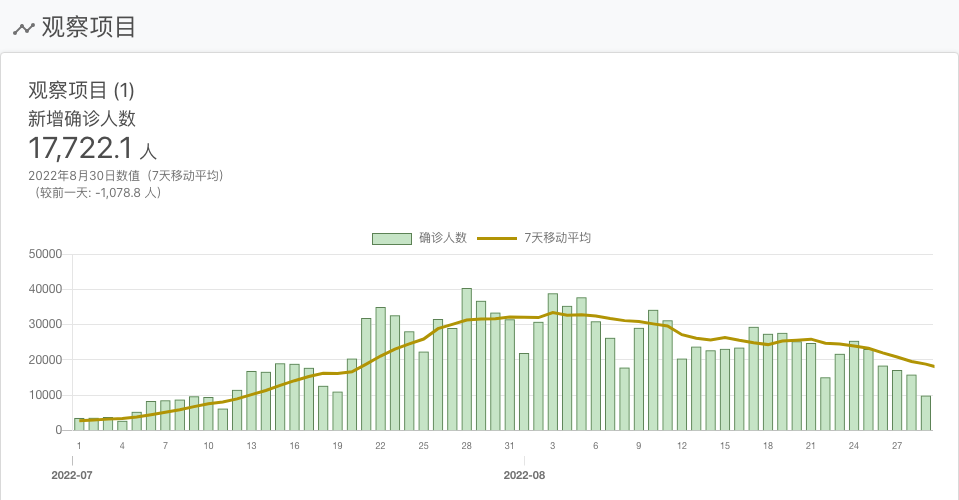 观察项目
观察项目 (1)
新增确诊人数
17,722.1 人
2022年8月30日数值（7天移动平均）
（较前一天: -1,078.8 人）
确诊人数 7天移动平均
50000
40000
30000
20000
10000
0
1 4 7 10 13 16 19 22 25 28 31 3 6 9 12 15 18 21 24 27
2022-07 2022-08